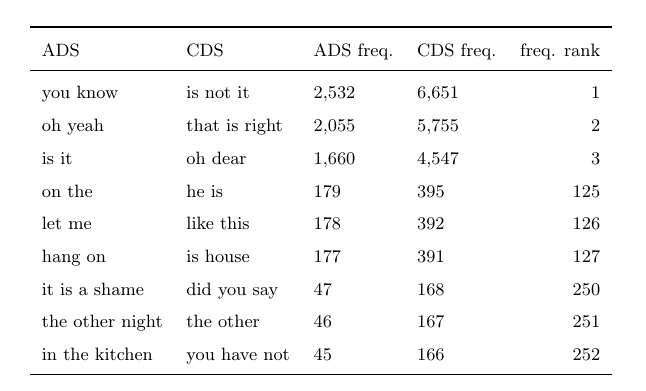 ADS CDS ADS freq. CDS freq. freq. rank
you know is not it 2,532 6,651 1
oh yeah that is right 2,055 5,755 2
is it oh dear 1,660 4,547 3
on the he is 179 395 125
let me like this 178 392 126
hang on is house 177 391 127
it is a shame did you say 47 168 250
the other night the other 46 167 251
in the kitchen you have not 45 166 252